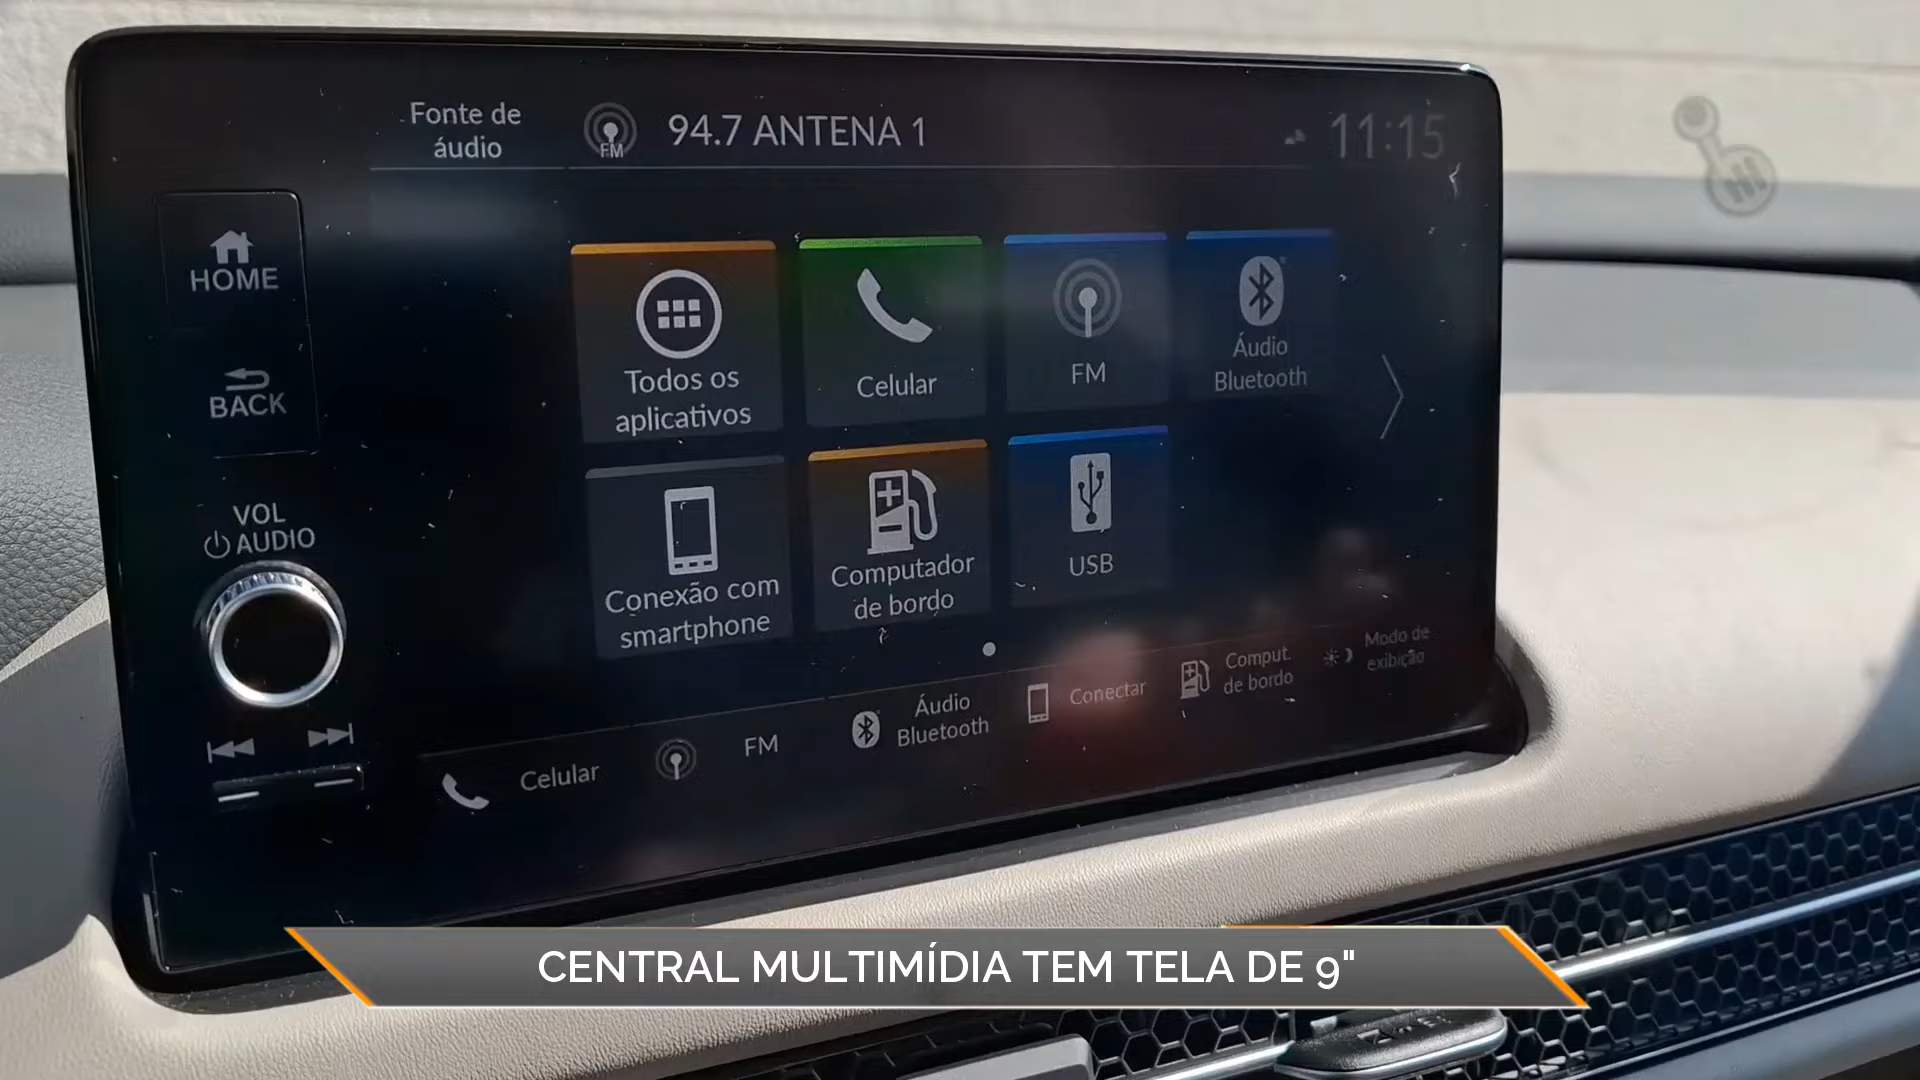 Fonte de
áudio
FM
94.7 ANTENA 1
11:15
HOME
BACK
VOL
AUDIO
Todos os
aplicativos
Celular
FM
Áudio
Bluetooth
Conexão com
smartphone
Computador
de bordo
USB
Celular
FM
Áudio
Bluetooth
Conectar
Comput.
de bordo
Modo de
exibição
CENTRAL MULTIMÍDIA TEM TELA DE 9"